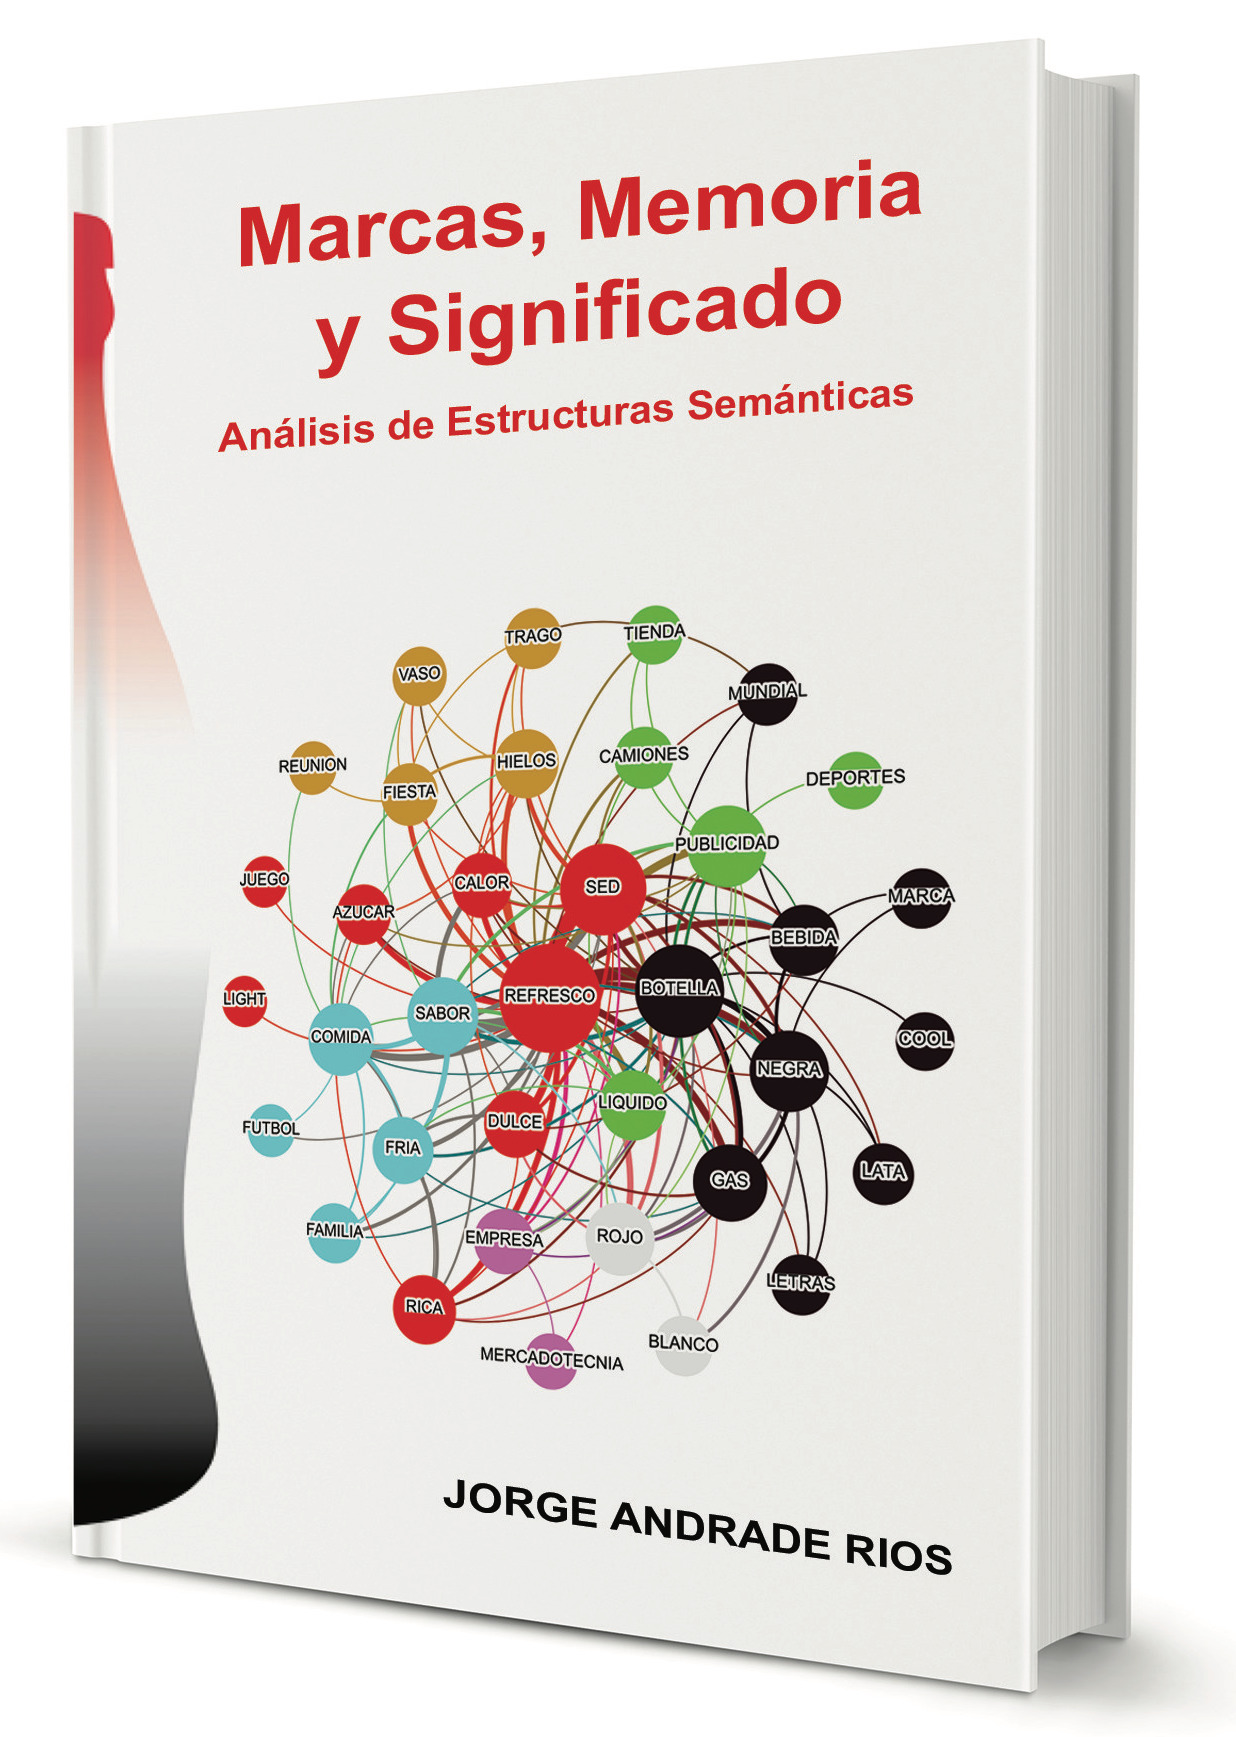 Marcas, Memoria
y Significado
Análisis de Estructuras Semánticas
TRAGO
TIENDA
VASO
MUNDIAL
REUNION
HIELOS
CAMIONES
DEPORTES
FIESTA
PUBLICIDAD
JUEGO
CALOR
SED
MARCA
AZUCAR
BEBIDA
LIGHT
SABOR
REFRESCO
BOTELLA
COMIDA
COOL
NEGRA
FUTBOL
FRIA
DULCE
LIQUIDO
GAS
LATA
FAMILIA
EMPRESA
ROJO
LETRAS
RICA
MERCADOTECNIA
BLANCO
JORGE ANDRADE RIOS